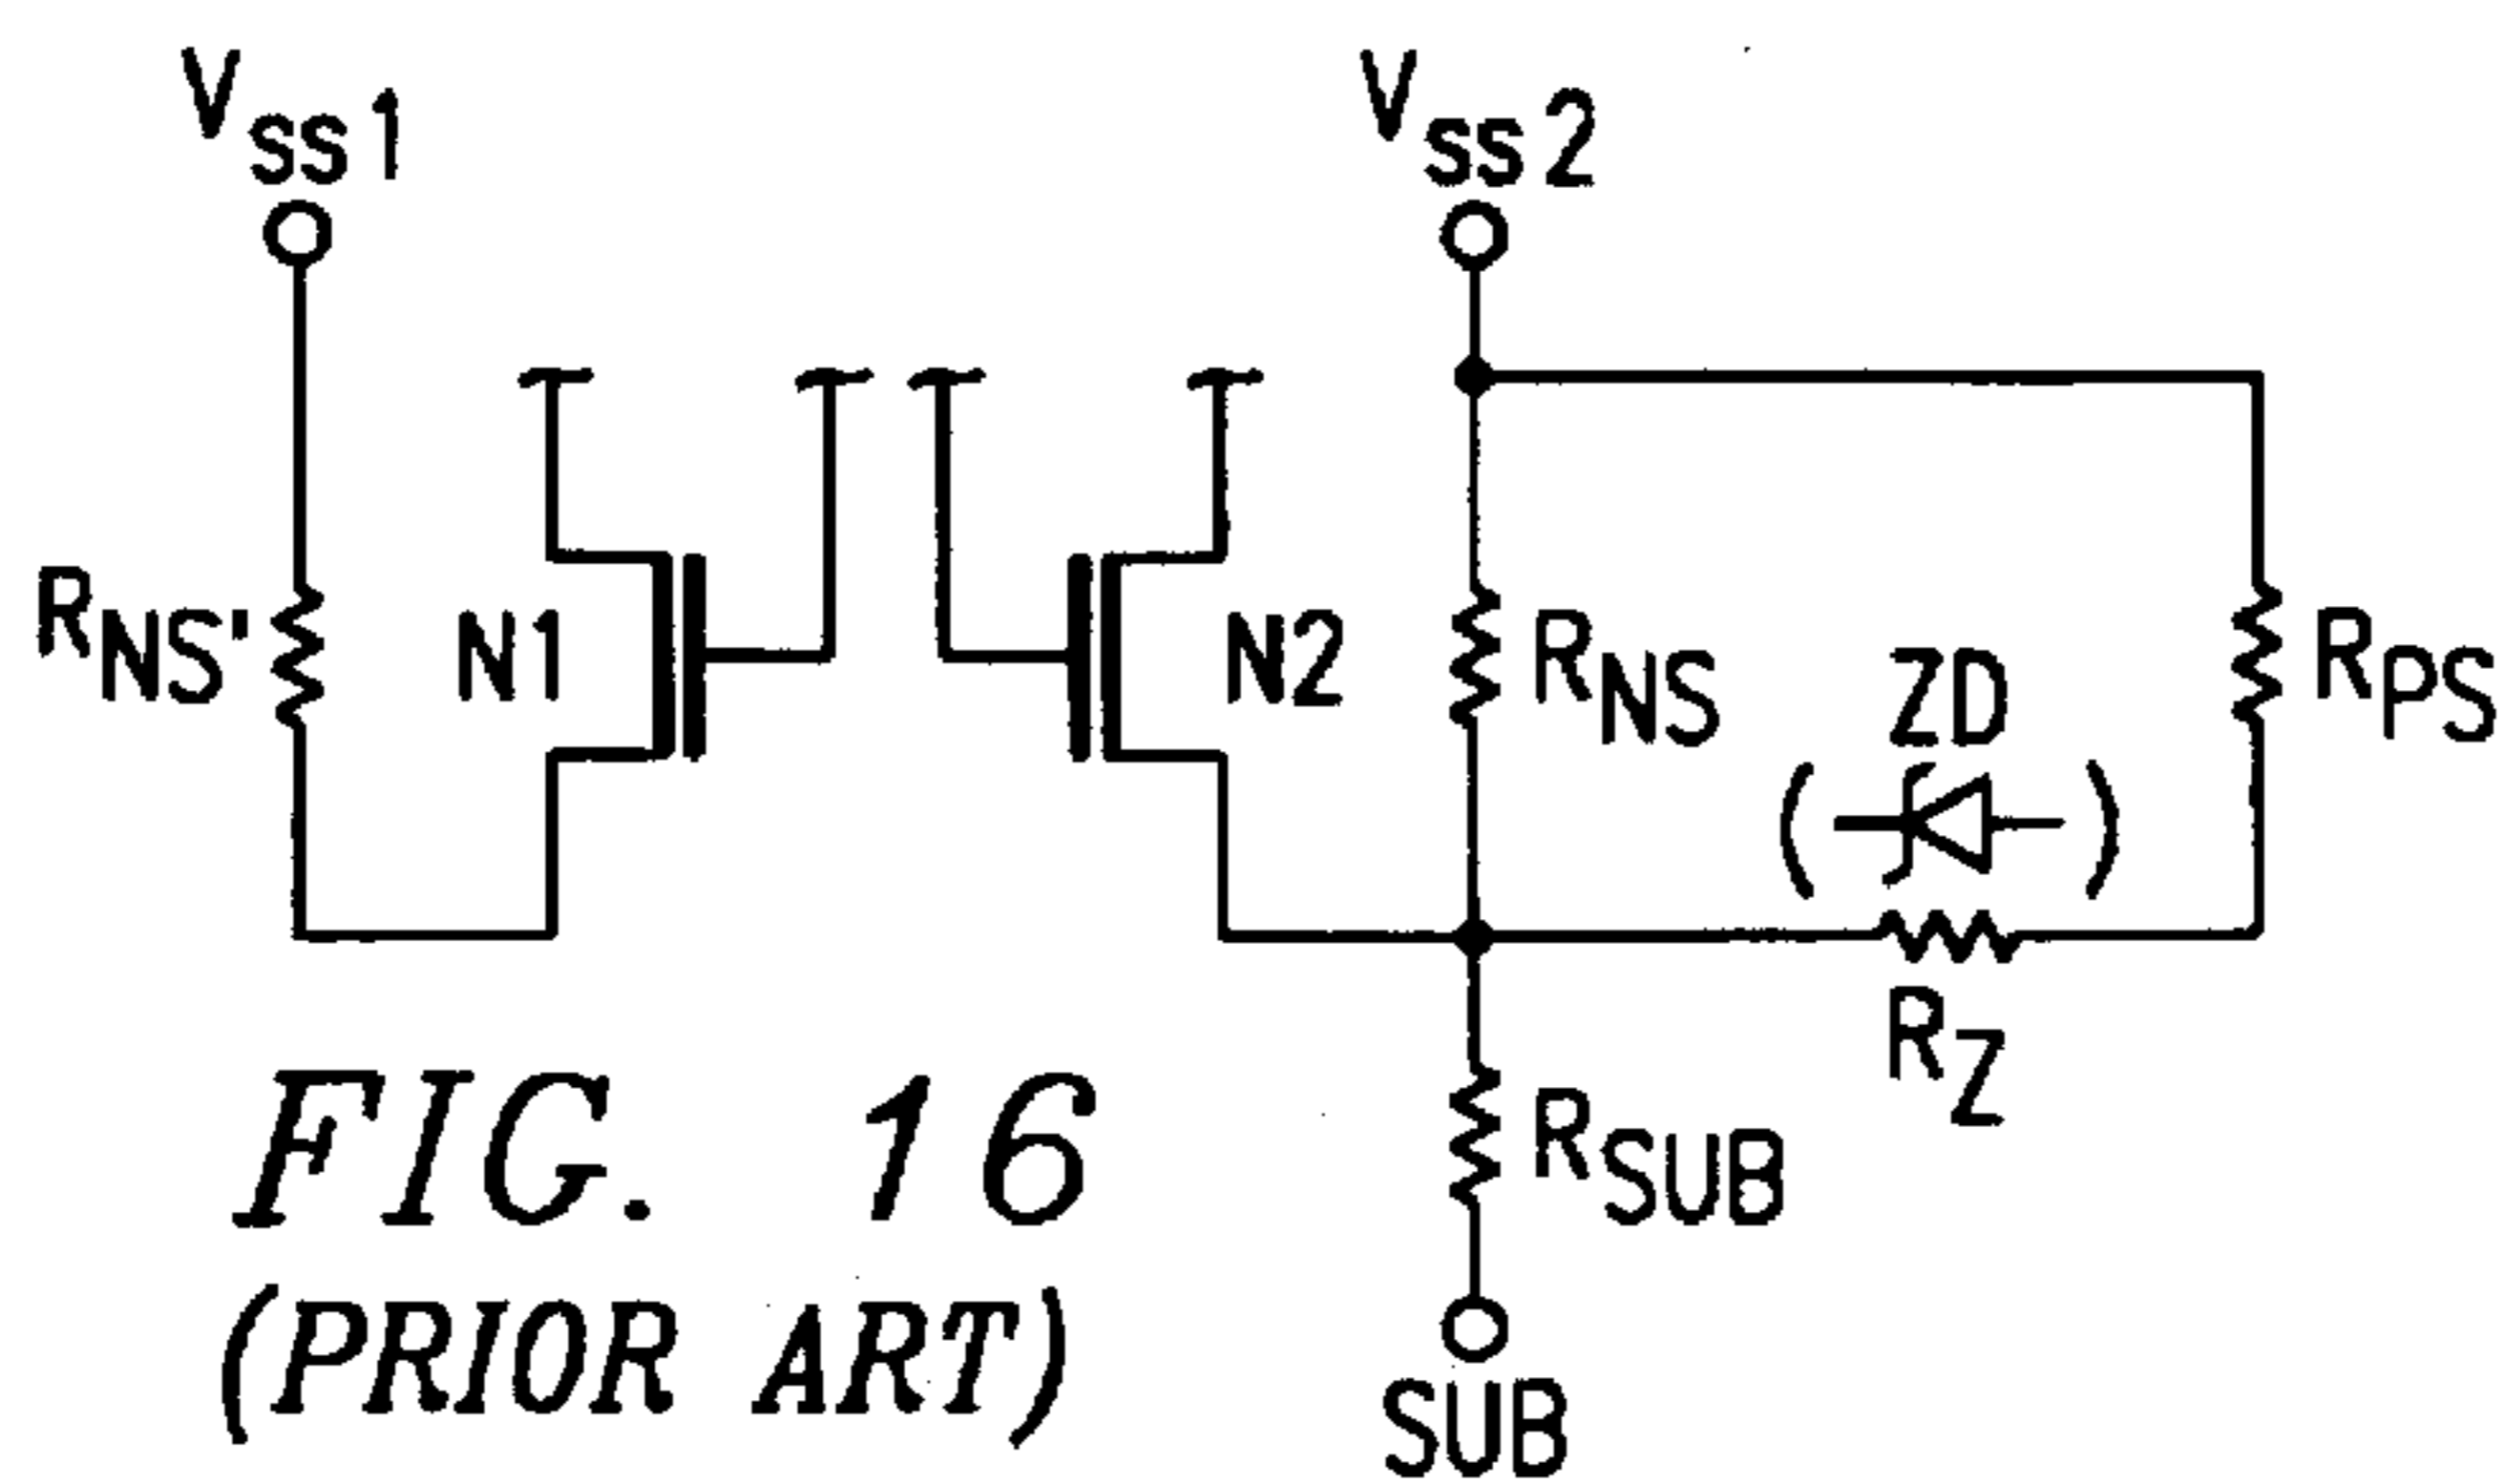 Vss1
Vss2
RNS'
N1
N2
RNS
ZD
RPS
( )
RZ
RSUB
SUB
FIG. 16
(PRIOR ART)